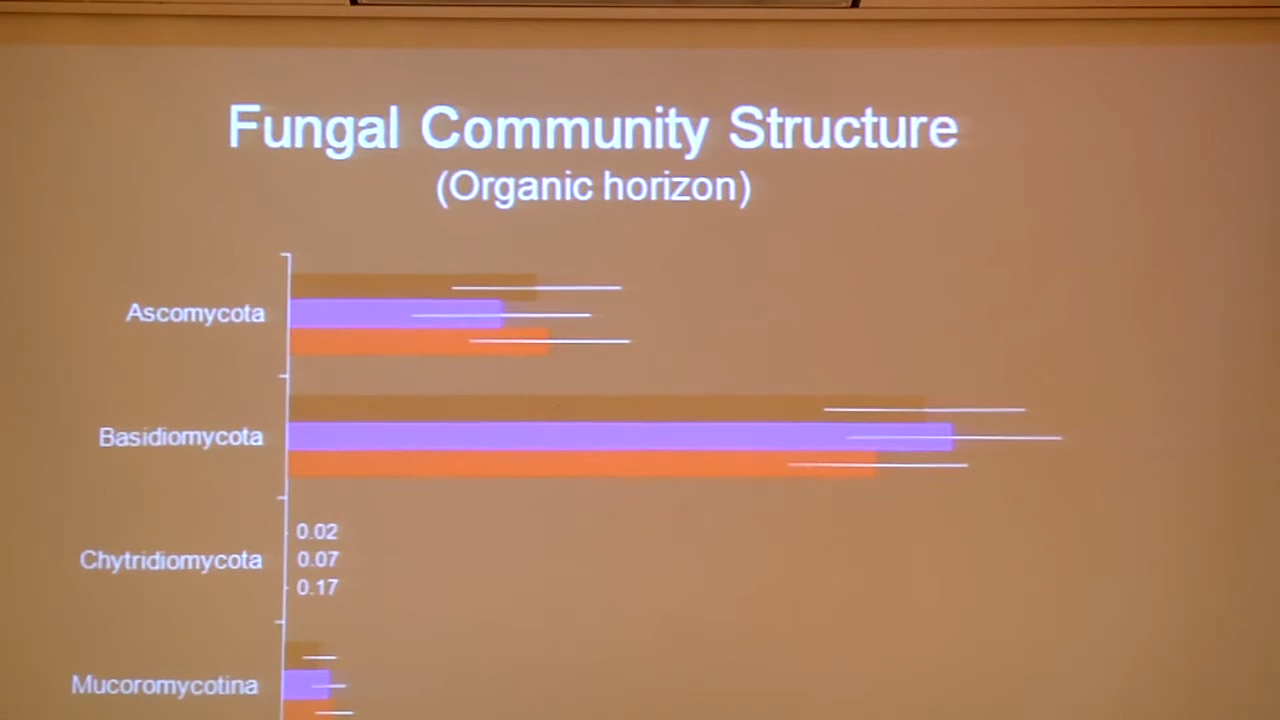 Fungal Community Structure
(Organic horizon)
Ascomycota
Basidiomycota
Chytridiomycota
0.02
0.07
0.17
Mucoromycotina